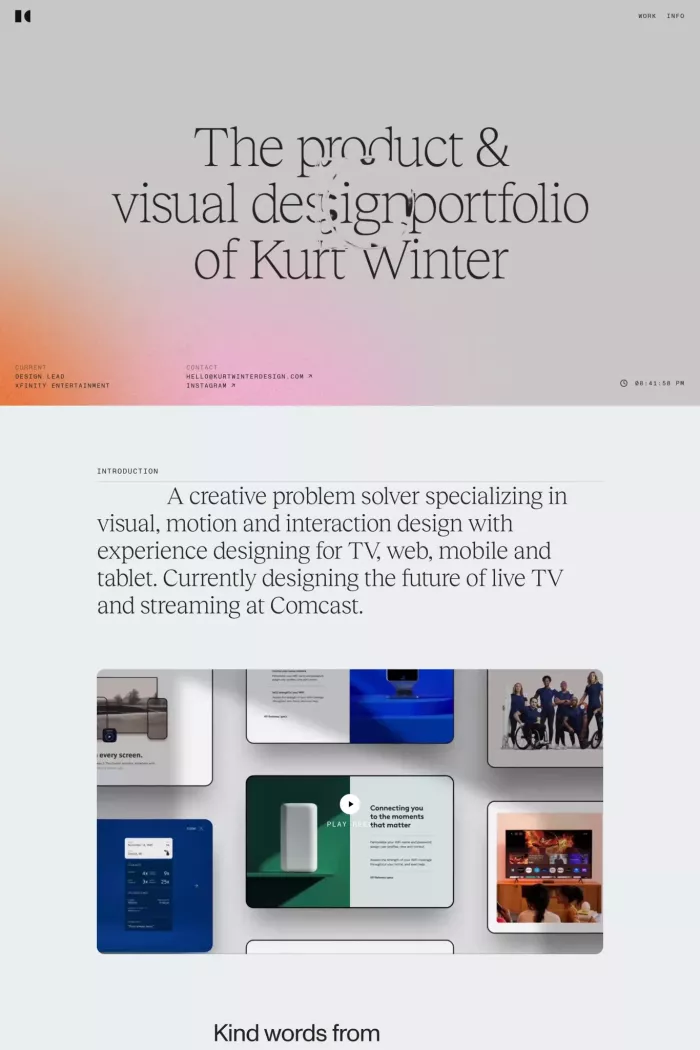 WORK INFO
The product &
visual designportfolio
of Kurt Winter
CURRENT
DESIGN LEAD
XFINITY ENTERTAINMENT
CONTACT
HELLO@KURTWINTERDESIGN.COM ↗
INSTAGRAM ↗
08:41:58 PM
INTRODUCTION
A creative problem solver specializing in
visual, motion and interaction design with
experience designing for TV, web, mobile and
tablet. Currently designing the future of live TV
and streaming at Comcast.
every screen.
Connecting you
to the moments
that matter
PLAY
Kind words from